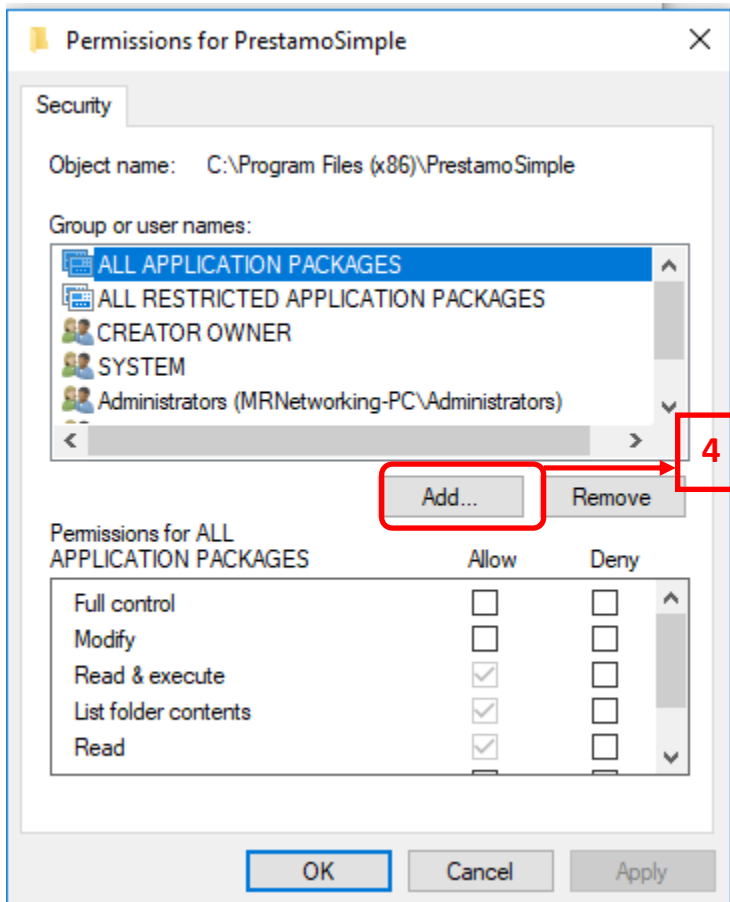 Permissions for PrestamoSimple
Security
Object name: C:\Program Files (x86)\PrestamoSimple
Group or user names:
ALL APPLICATION PACKAGES
ALL RESTRICTED APPLICATION PACKAGES
CREATOR OWNER
SYSTEM
Administrators (MRNetworking-PC\Administrators)
4
Add... Remove
Permissions for ALL
APPLICATION PACKAGES Allow Deny
Full control
Modify
Read & execute
List folder contents
Read
OK Cancel Apply